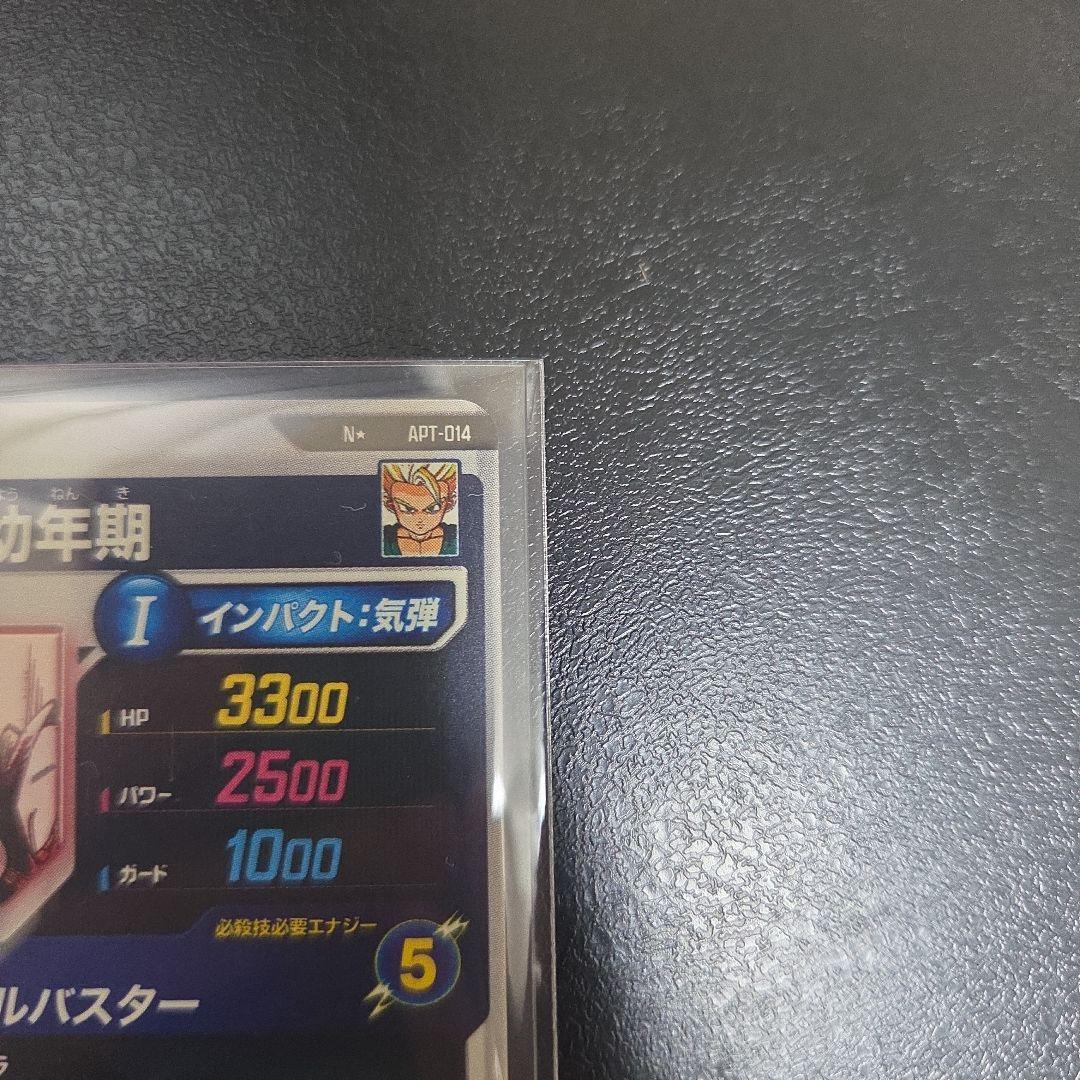 N★ APT-014
ようねんき
幼年期
I インパクト:気弾
HP 3300
パワー 2500
ガード 1000
必殺技必要エナジー
5
ルバスター
ラ